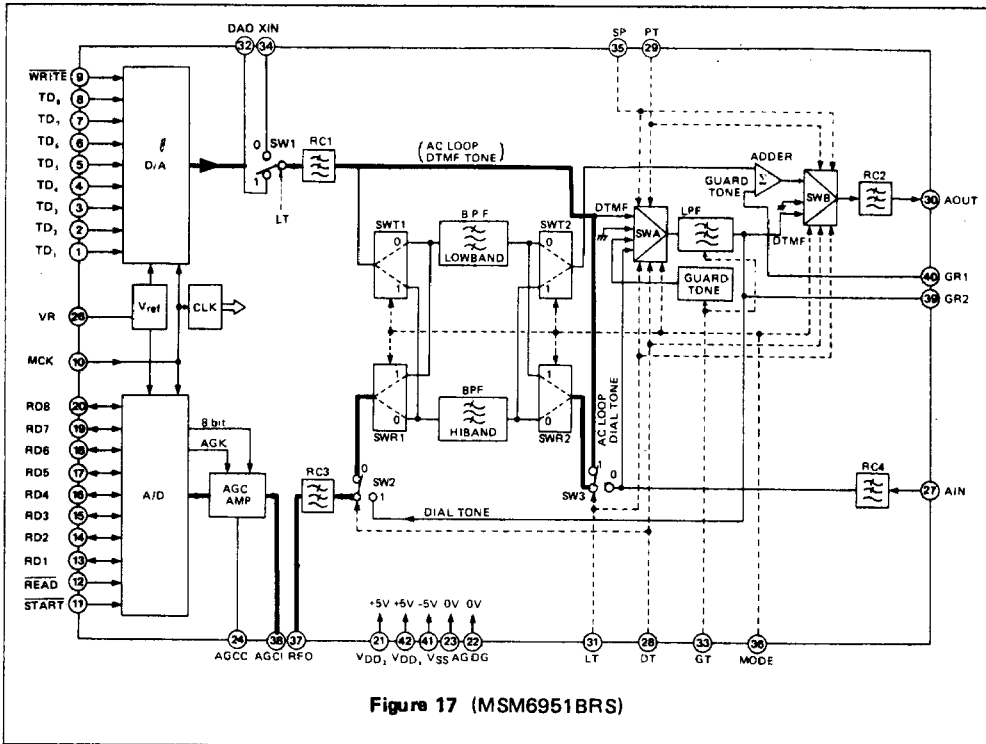 DAO XIN
32 34
SP PT
35 29
WRITE 9
TD₈ 8
TD₇ 7
TD₆ 6
TD₅ 5
TD₄ 4
TD₃ 3
TD₂ 2
TD₁ 1
ℓ
D/A
0
SW1
1
LT
RC1
(AC LOOP
DTMF TONE)
ADDER
GUARD
TONE
Σ
SWB
RC2
30 AOUT
DTMF
SWA
LPF
DTMF
SWT1
0
1
BPF
LOWBAND
SWT2
0
1
GUARD
TONE
40 GR1
39 GR2
VR 26
Vref
CLK
MCK 10
RD8 20
RD7 19
RD6 18
RD5 17
RD4 16
RD3 15
RD2 14
RD1 13
READ 12
START 11
A/D
8 bit
AGK
AGC
AMP
1
0
SWR1
BPF
HIBAND
1
0
SWR2
AC LOOP
DIAL TONE
RC3
0
SW2
1
DIAL TONE
1
0
SW3
RC4
27 AIN
+5V +5V -5V 0V 0V
24 38 37 21 42 41 23 22 31 28 33 36
AGCC AGCI RFO VDD₂ VDD₁ VSS AG DG LT DT GT MODE
Figure 17 (MSM6951BRS)